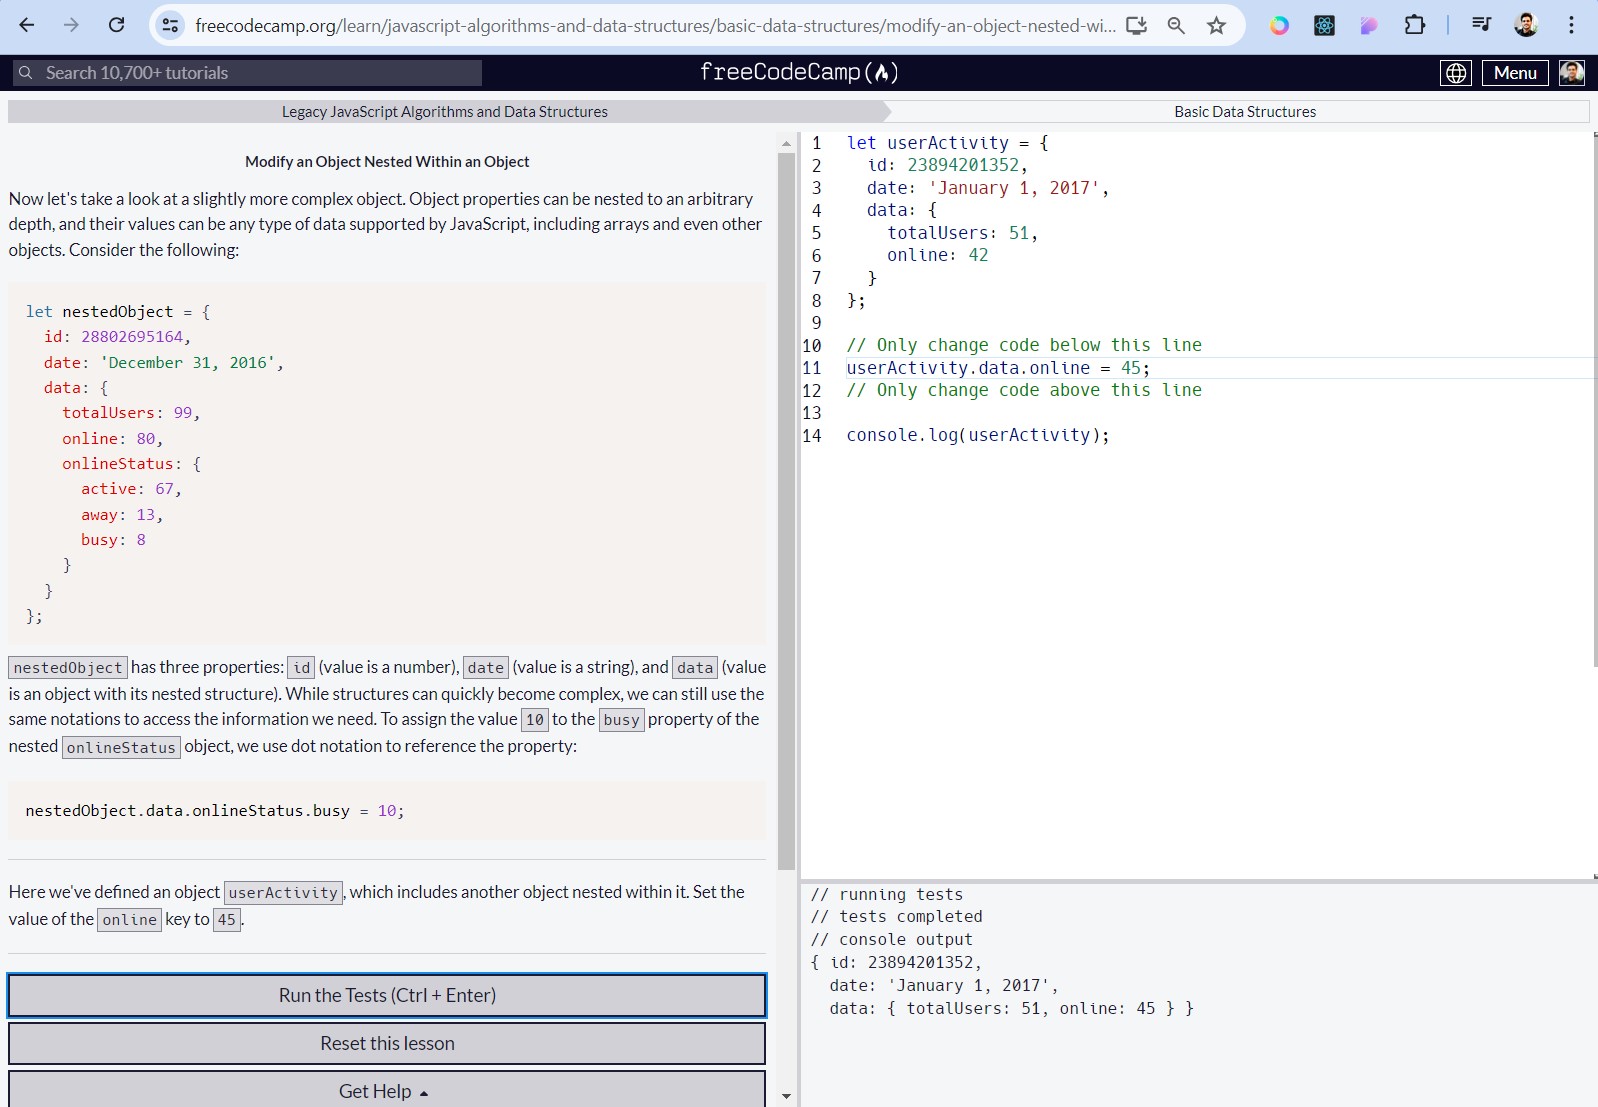 freecodecamp.org/learn/javascript-algorithms-and-data-structures/basic-data-structures/modify-an-object-nested-wi...
Search 10,700+ tutorials
freeCodeCamp
Menu
Legacy JavaScript Algorithms and Data Structures
Basic Data Structures
Modify an Object Nested Within an Object
Now let's take a look at a slightly more complex object. Object properties can be nested to an arbitrary
depth, and their values can be any type of data supported by JavaScript, including arrays and even other
objects. Consider the following:
let nestedObject = {
  id: 28802695164,
  date: 'December 31, 2016',
  data: {
    totalUsers: 99,
    online: 80,
    onlineStatus: {
      active: 67,
      away: 13,
      busy: 8
    }
  }
};
nestedObject has three properties: id (value is a number), date (value is a string), and data (value
is an object with its nested structure). While structures can quickly become complex, we can still use the
same notations to access the information we need. To assign the value 10 to the busy property of the
nested onlineStatus object, we use dot notation to reference the property:
nestedObject.data.onlineStatus.busy = 10;
Here we've defined an object userActivity, which includes another object nested within it. Set the
value of the online key to 45.
Run the Tests (Ctrl + Enter)
Reset this lesson
Get Help
1 let userActivity = {
2   id: 23894201352,
3   date: 'January 1, 2017',
4   data: {
5     totalUsers: 51,
6     online: 42
7   }
8 };
9
10 // Only change code below this line
11 userActivity.data.online = 45;
12 // Only change code above this line
13
14 console.log(userActivity);
// running tests
// tests completed
// console output
{ id: 23894201352,
  date: 'January 1, 2017',
  data: { totalUsers: 51, online: 45 } }